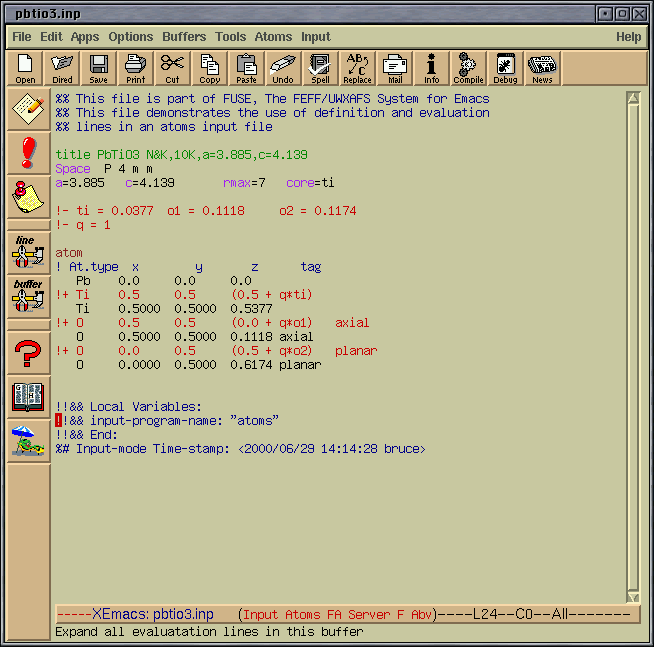 pbtio3.inp
File Edit Apps Options Buffers Tools Atoms Input Help
Open Dired Save Print Cut Copy Paste Undo Spell Replace Mail Info Compile Debug News
line
buffer
%% This file is part of FUSE, The FEFF/UWXAFS System for Emacs
%% This file demonstrates the use of definition and evaluation
%% lines in an atoms input file
title PbTiO3 N&K,10K,a=3.885,c=4.139
Space P 4 m m
a=3.885 c=4.139 rmax=7 core=ti
!- ti = 0.0377 o1 = 0.1118 o2 = 0.1174
!- q = 1
atom
! At.type x y z tag
Pb 0.0 0.0 0.0
!+ Ti 0.5 0.5 (0.5 + q*ti)
Ti 0.5000 0.5000 0.5377
!+ O 0.5 0.5 (0.0 + q*o1) axial
O 0.5000 0.5000 0.1118 axial
!+ O 0.0 0.5 (0.5 + q*o2) planar
O 0.0000 0.5000 0.6174 planar
!!&& Local Variables:
!!&& input-program-name: "atoms"
!!&& End:
%# Input-mode Time-stamp: <2000/06/29 14:14:28 bruce>
-----XEmacs: pbtio3.inp (Input Atoms FA Server F Abv)----L24--C0--All-------
Expand all evaluatation lines in this buffer